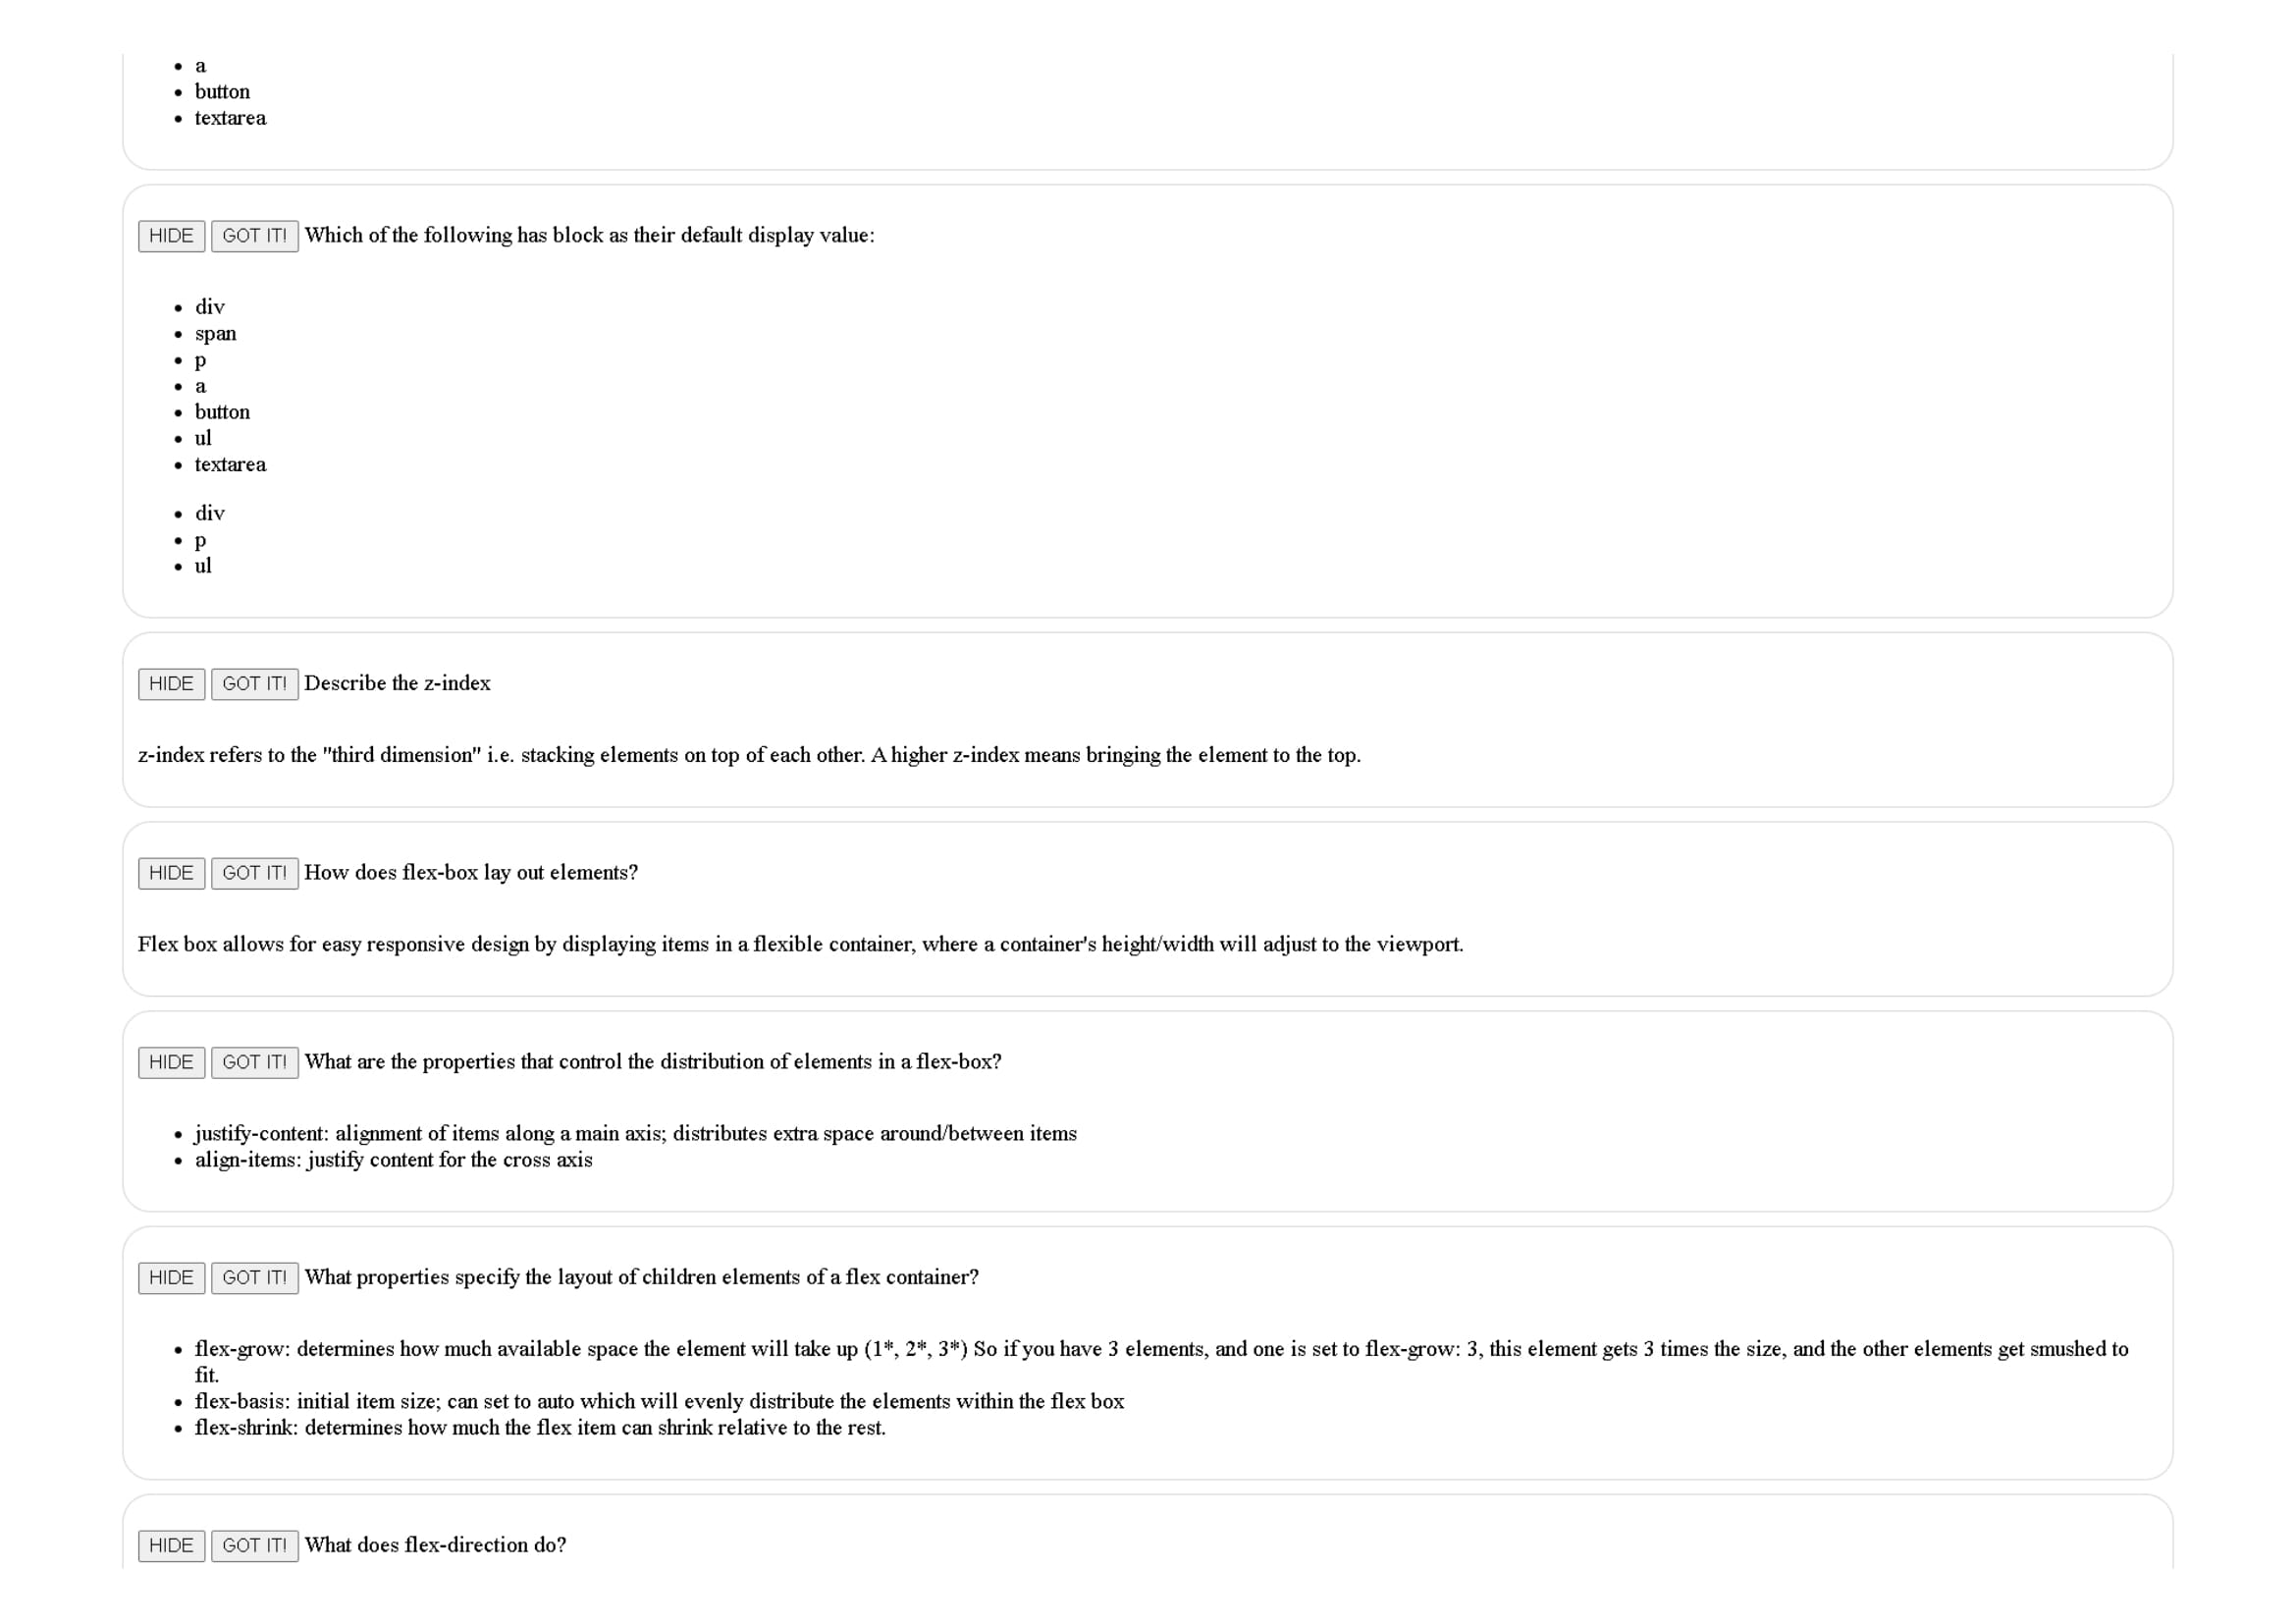 a
button
textarea
HIDE GOT IT! Which of the following has block as their default display value:
div
span
p
a
button
ul
textarea
div
p
ul
HIDE GOT IT! Describe the z-index
z-index refers to the "third dimension" i.e. stacking elements on top of each other. A higher z-index means bringing the element to the top.
HIDE GOT IT! How does flex-box lay out elements?
Flex box allows for easy responsive design by displaying items in a flexible container, where a container's height/width will adjust to the viewport.
HIDE GOT IT! What are the properties that control the distribution of elements in a flex-box?
justify-content: alignment of items along a main axis; distributes extra space around/between items
align-items: justify content for the cross axis
HIDE GOT IT! What properties specify the layout of children elements of a flex container?
flex-grow: determines how much available space the element will take up (1*, 2*, 3*) So if you have 3 elements, and one is set to flex-grow: 3, this element gets 3 times the size, and the other elements get smushed to
fit.
flex-basis: initial item size; can set to auto which will evenly distribute the elements within the flex box
flex-shrink: determines how much the flex item can shrink relative to the rest.
HIDE GOT IT! What does flex-direction do?